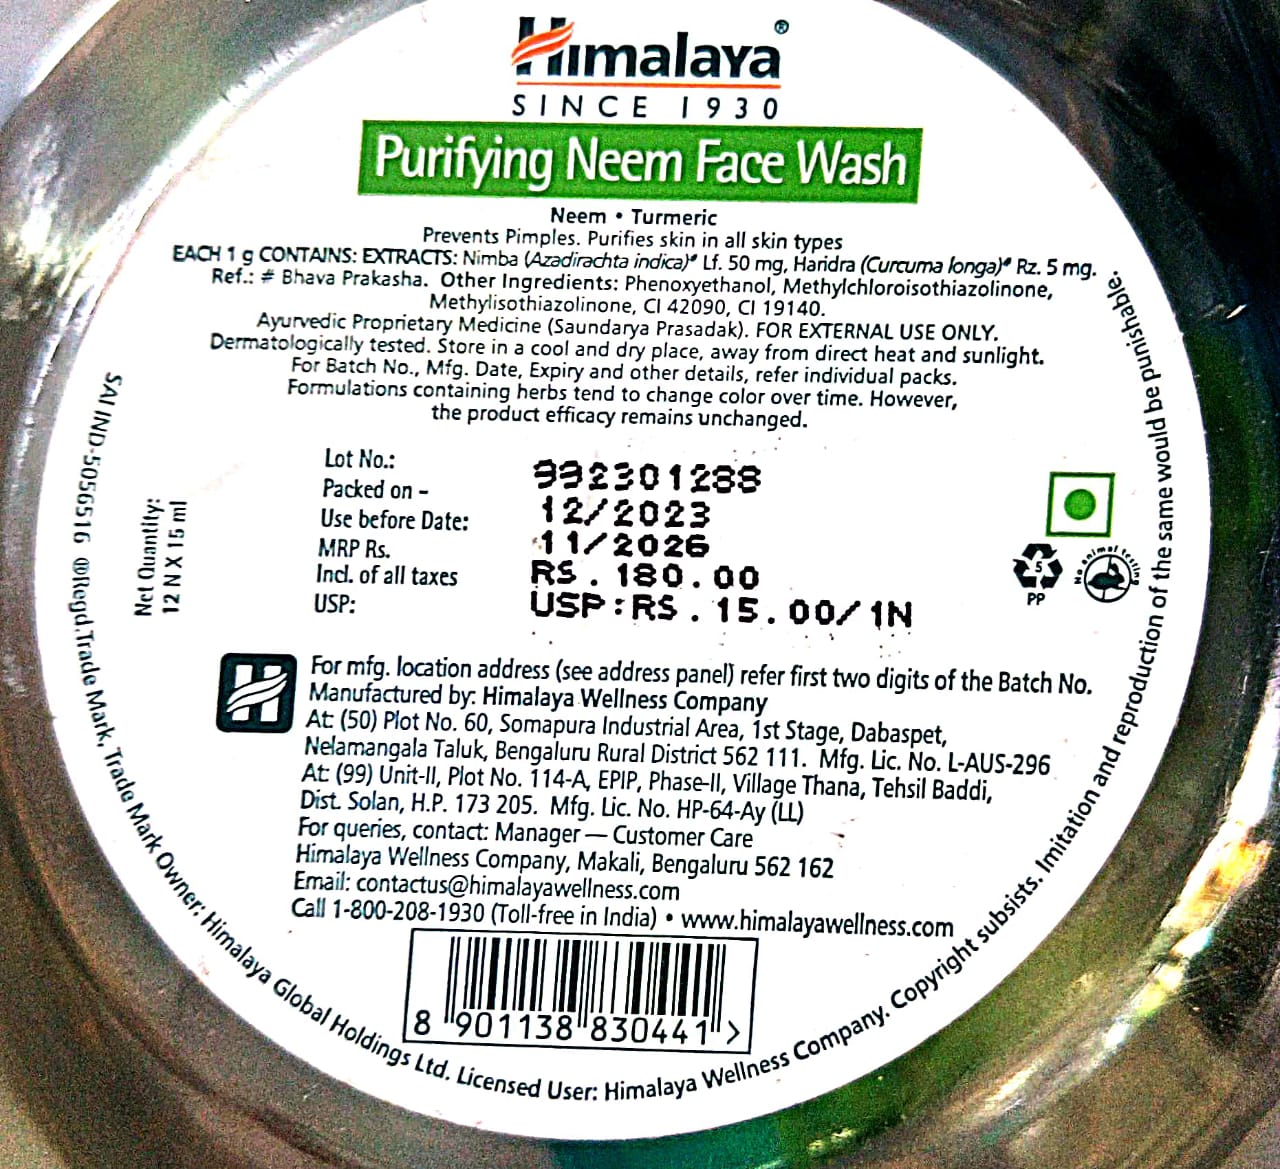 Himalaya®
SINCE 1930
Purifying Neem Face Wash
Neem • Turmeric
Prevents Pimples. Purifies skin in all skin types
EACH 1 g CONTAINS: EXTRACTS: Nimba (Azadirachta indica)# Lf. 50 mg, Haridra (Curcuma longa)# Rz. 5 mg.
Ref.: # Bhava Prakasha. Other Ingredients: Phenoxyethanol, Methylchloroisothiazolinone,
Methylisothiazolinone, CI 42090, CI 19140.
Ayurvedic Proprietary Medicine (Saundarya Prasadak). FOR EXTERNAL USE ONLY.
Dermatologically tested. Store in a cool and dry place, away from direct heat and sunlight.
For Batch No., Mfg. Date, Expiry and other details, refer individual packs.
Formulations containing herbs tend to change color over time. However,
the product efficacy remains unchanged.
Lot No.: 992301288
Packed on - 12/2023
Use before Date: 11/2026
MRP Rs. RS. 180.00
Incl. of all taxes
USP: USP:RS. 15.00/1N
Net Quantity:
12 N X 15 ml
5
PP
No animal testing
H
For mfg. location address (see address panel) refer first two digits of the Batch No.
Manufactured by: Himalaya Wellness Company
At: (50) Plot No. 60, Somapura Industrial Area, 1st Stage, Dabaspet,
Nelamangala Taluk, Bengaluru Rural District 562 111. Mfg. Lic. No. L-AUS-296
At: (99) Unit-II, Plot No. 114-A, EPIP, Phase-II, Village Thana, Tehsil Baddi,
Dist. Solan, H.P. 173 205. Mfg. Lic. No. HP-64-Ay (LL)
For queries, contact: Manager — Customer Care
Himalaya Wellness Company, Makali, Bengaluru 562 162
Email: contactus@himalayawellness.com
Call 1-800-208-1930 (Toll-free in India) • www.himalayawellness.com
8 901138 830441 >
SAI IND-5056516 ®Regd.Trade Mark, Trade Mark Owner: Himalaya Global Holdings Ltd. Licensed User: Himalaya Wellness Company. Copyright subsists. Imitation and reproduction of the same would be punishable.